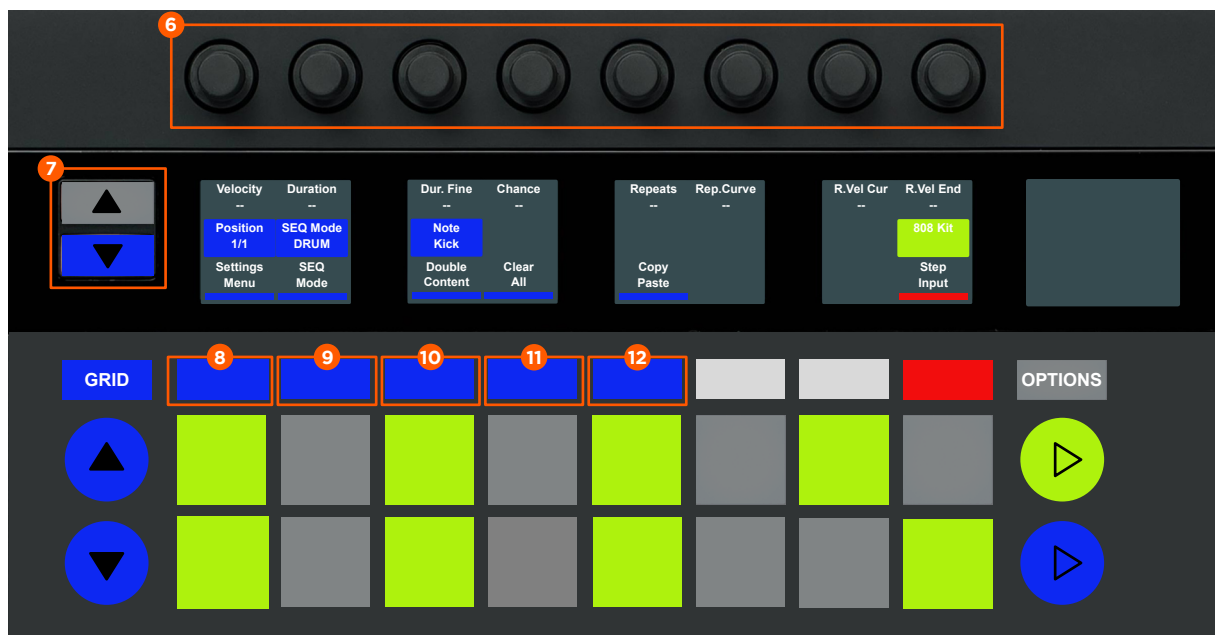 6
7
Velocity Duration Dur. Fine Chance Repeats Rep.Curve R.Vel Cur R.Vel End
-- -- -- -- -- -- -- --
Position SEQ Mode Note 808 Kit
1/1 DRUM Kick
Settings SEQ Double Clear Copy Step
Menu Mode Content All Paste Input
8 9 10 11 12
GRID OPTIONS